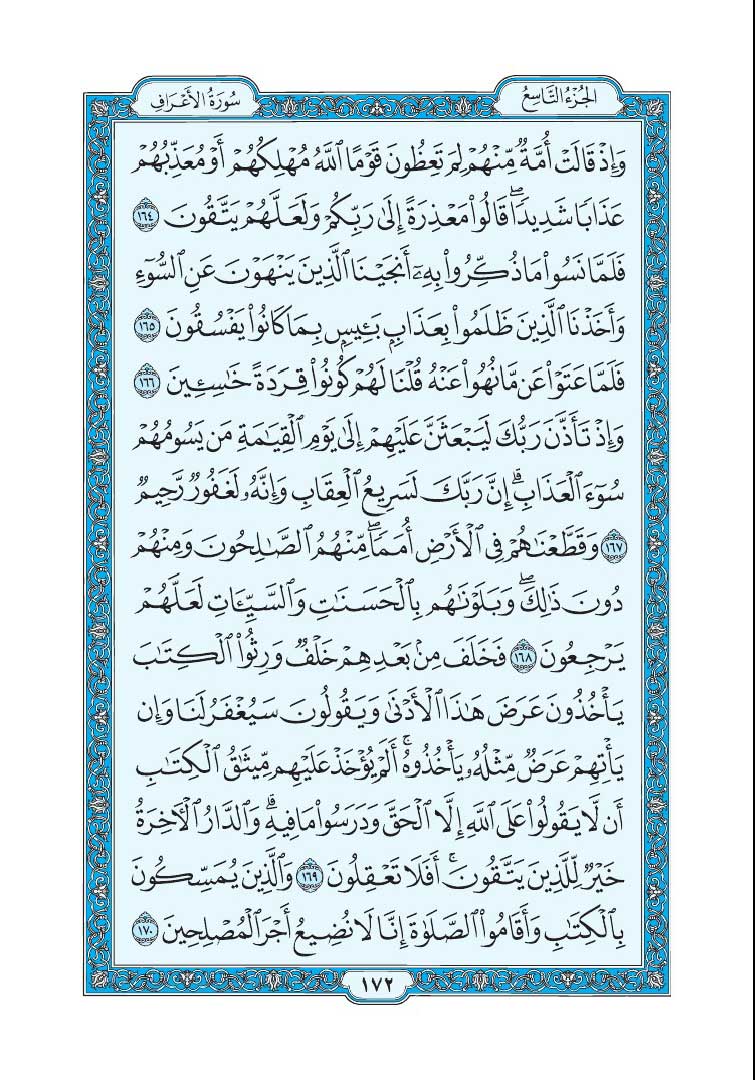 الجُزْءُ التَّاسِعُ
سُورَةُ الأَعْرَافِ
وَإِذْ قَالَتْ أُمَّةٌ مِّنْهُمْ لِمَ تَعِظُونَ قَوْمًا ٱللَّهُ مُهْلِكُهُمْ أَوْ مُعَذِّبُهُمْ
عَذَابًا شَدِيدًاۖ قَالُوا۟ مَعْذِرَةً إِلَىٰ رَبِّكُمْ وَلَعَلَّهُمْ يَتَّقُونَ ١٦٤
فَلَمَّا نَسُوا۟ مَا ذُكِّرُوا۟ بِهِۦٓ أَنجَيْنَا ٱلَّذِينَ يَنْهَوْنَ عَنِ ٱلسُّوٓءِ
وَأَخَذْنَا ٱلَّذِينَ ظَلَمُوا۟ بِعَذَابٍۭ بَـِٔيسٍۭ بِمَا كَانُوا۟ يَفْسُقُونَ ١٦٥
فَلَمَّا عَتَوْا۟ عَن مَّا نُهُوا۟ عَنْهُ قُلْنَا لَهُمْ كُونُوا۟ قِرَدَةً خَـٰسِـِٔينَ ١٦٦
وَإِذْ تَأَذَّنَ رَبُّكَ لَيَبْعَثَنَّ عَلَيْهِمْ إِلَىٰ يَوْمِ ٱلْقِيَـٰمَةِ مَن يَسُومُهُمْ
سُوٓءَ ٱلْعَذَابِۗ إِنَّ رَبَّكَ لَسَرِيعُ ٱلْعِقَابِ وَإِنَّهُۥ لَغَفُورٌ رَّحِيمٌ
١٦٧ وَقَطَّعْنَـٰهُمْ فِى ٱلْأَرْضِ أُمَمًاۖ مِّنْهُمُ ٱلصَّـٰلِحُونَ وَمِنْهُمْ
دُونَ ذَٰلِكَۖ وَبَلَوْنَـٰهُم بِٱلْحَسَنَـٰتِ وَٱلسَّيِّـَٔاتِ لَعَلَّهُمْ
يَرْجِعُونَ ١٦٨ فَخَلَفَ مِنۢ بَعْدِهِمْ خَلْفٌ وَرِثُوا۟ ٱلْكِتَـٰبَ
يَأْخُذُونَ عَرَضَ هَـٰذَا ٱلْأَدْنَىٰ وَيَقُولُونَ سَيُغْفَرُ لَنَا وَإِن
يَأْتِهِمْ عَرَضٌ مِّثْلُهُۥ يَأْخُذُوهُۚ أَلَمْ يُؤْخَذْ عَلَيْهِم مِّيثَـٰقُ ٱلْكِتَـٰبِ
أَن لَّا يَقُولُوا۟ عَلَى ٱللَّهِ إِلَّا ٱلْحَقَّ وَدَرَسُوا۟ مَا فِيهِۗ وَٱلدَّارُ ٱلْـَٔاخِرَةُ
خَيْرٌ لِّلَّذِينَ يَتَّقُونَۚ أَفَلَا تَعْقِلُونَ ١٦٩ وَٱلَّذِينَ يُمَسِّكُونَ
بِٱلْكِتَـٰبِ وَأَقَامُوا۟ ٱلصَّلَوٰةَ إِنَّا لَا نُضِيعُ أَجْرَ ٱلْمُصْلِحِينَ ١٧٠
١٧٢